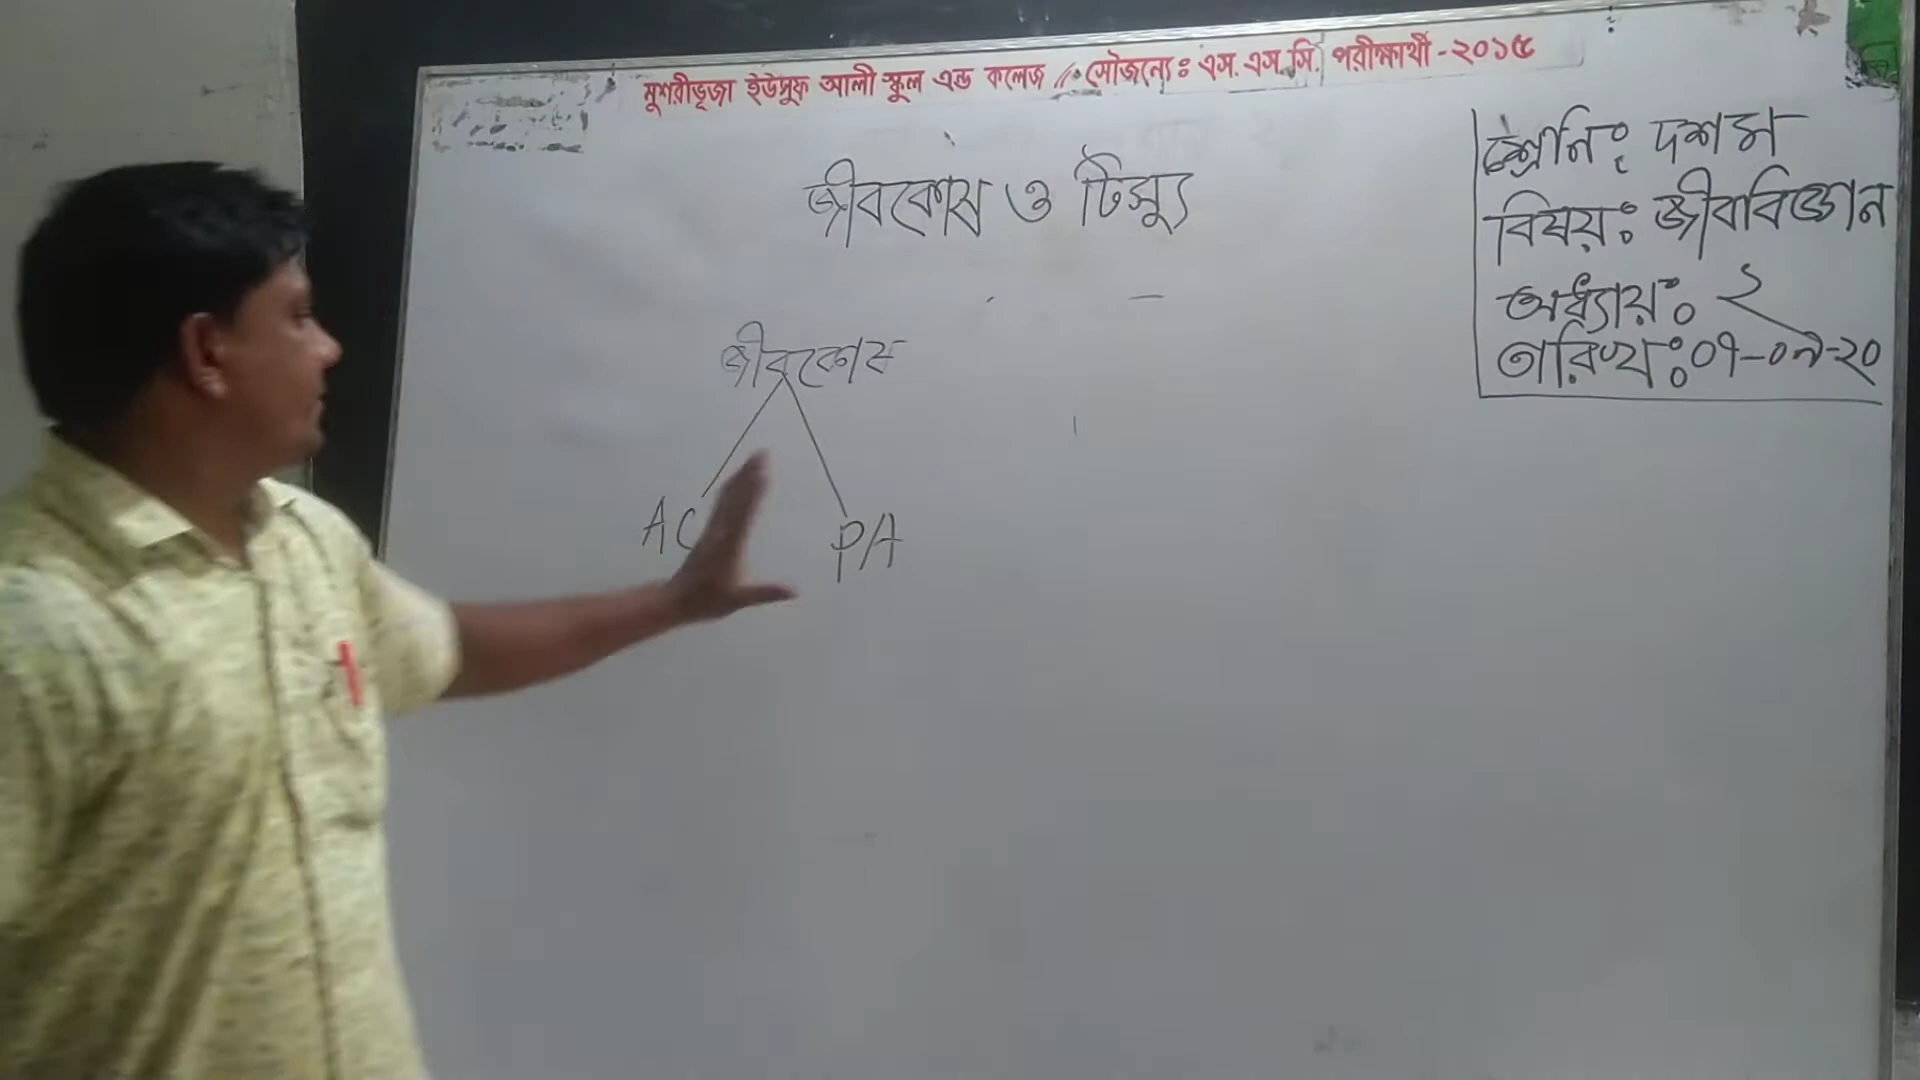 মুশরীভূজা ইউসুফ আলী স্কুল এন্ড কলেজ // সৌজন্যেঃ এস. এস. সি. পরীক্ষার্থী - ২০১৫
জীবকোষ ও টিস্যু
শ্রেনি: দশম
বিষয়: জীববিজ্ঞান
অধ্যায়: ২
তারিখ: ০৭-০৯-২০
জীবকোষ
AC
PA